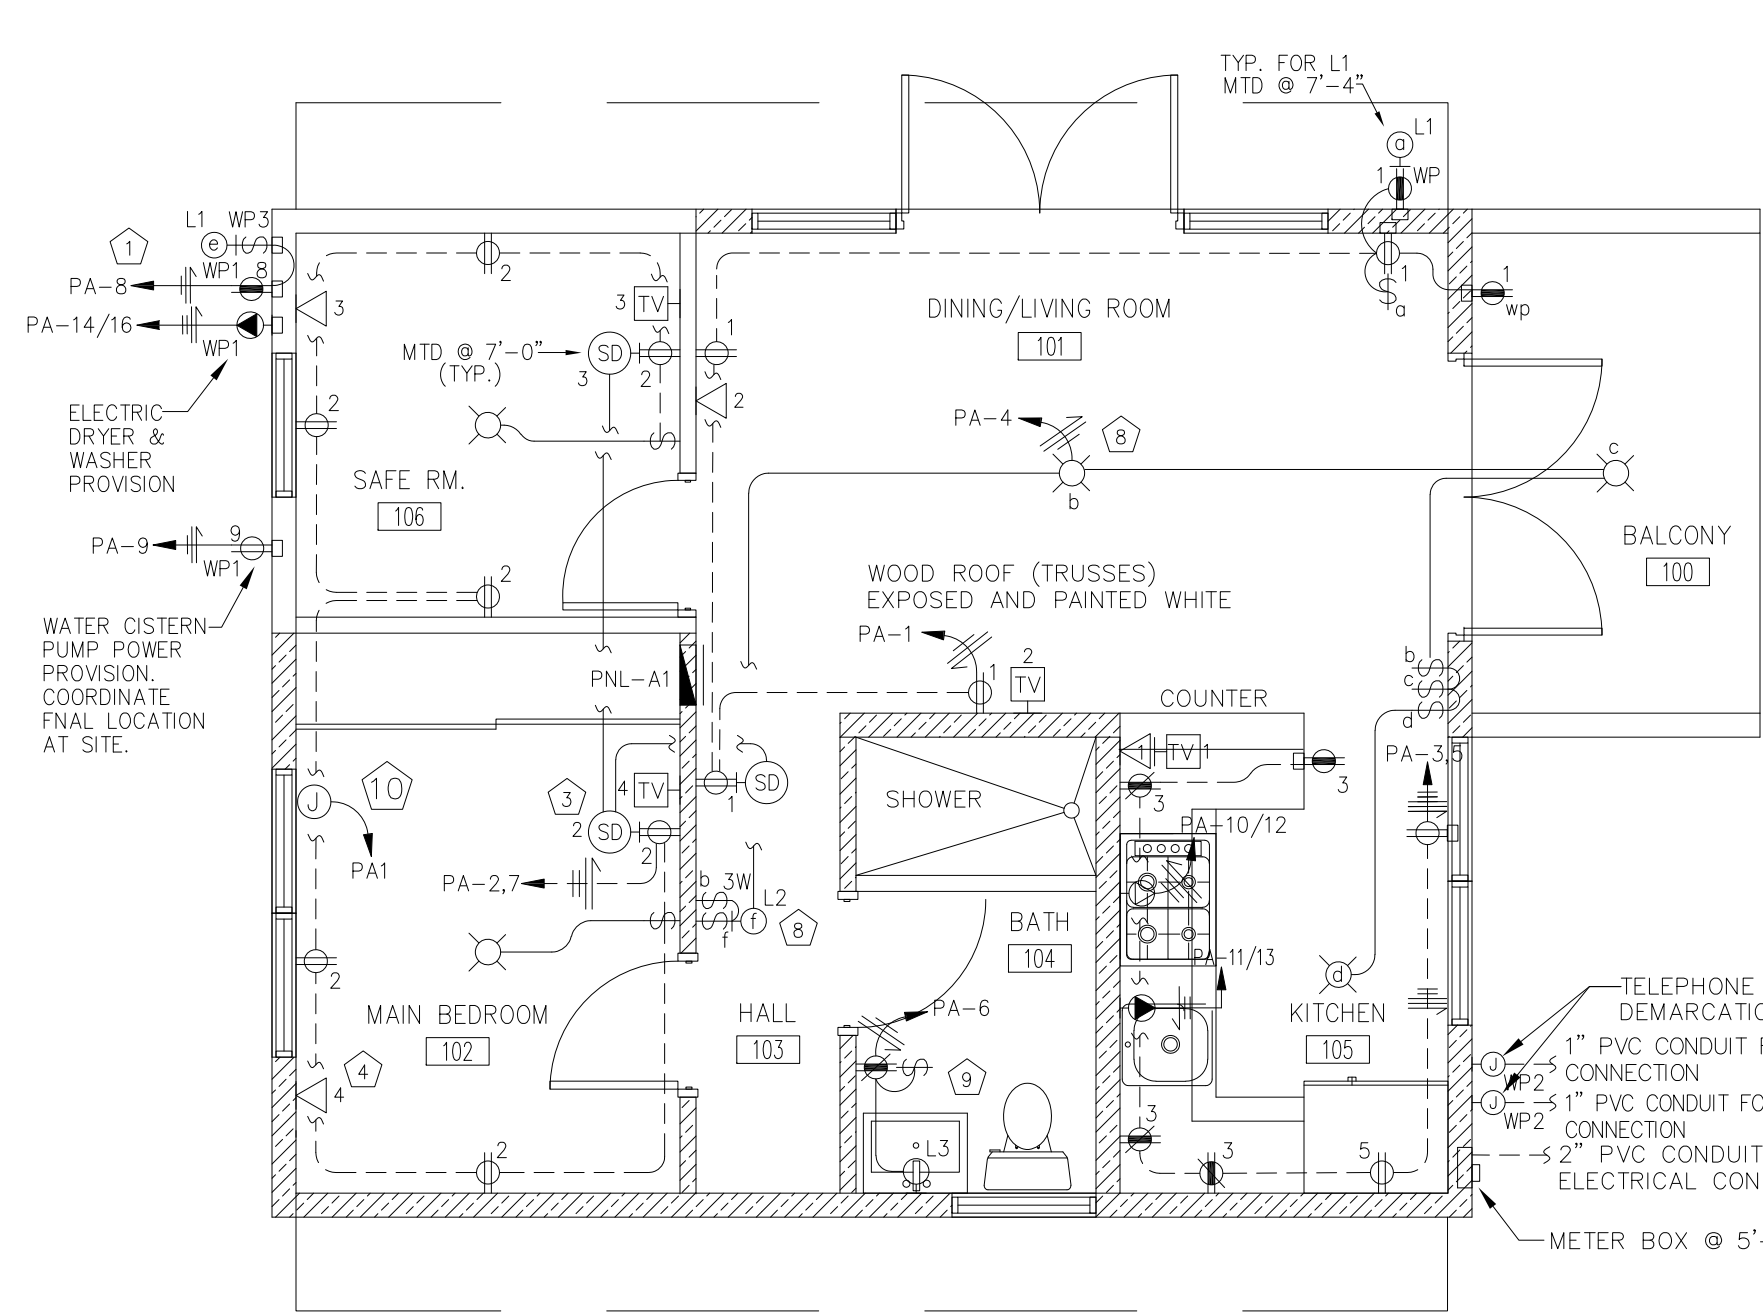 TYP. FOR L1
MTD @ 7'-4"
L1
a
1
WP
L1
WP3
1
e
WP1
8
PA-8
PA-14/16
WP1
ELECTRIC
DRYER &
WASHER
PROVISION
2
3
3
TV
MTD @ 7'-0"
(TYP.)
SD
3
2
1
2
2
SAFE RM.
106
2
DINING/LIVING ROOM
101
1
a
1
wp
PA-4
8
b
c
BALCONY
100
9
PA-9
WP1
WATER CISTERN
PUMP POWER
PROVISION.
COORDINATE
FNAL LOCATION
AT SITE.
WOOD ROOF (TRUSSES)
EXPOSED AND PAINTED WHITE
PA-1
1
2
TV
PNL-A1
COUNTER
b
c
d
1
TV
1
3
3
PA-3,5
J
10
PA1
3
4
TV
SD
1
2
SD
2
PA-2,7
SHOWER
PA-10/12
b
3W
L2
f
f
8
BATH
104
PA-11/13
2
MAIN BEDROOM
102
HALL
103
PA-6
d
KITCHEN
105
4
4
9
2
L3
3
3
5
TELEPHONE
J
WP2
1" PVC CONDUIT
CONNECTION
J
WP2
1" PVC CONDUIT
CONNECTION
2" PVC CONDUIT
ELECTRICAL
METER BOX @